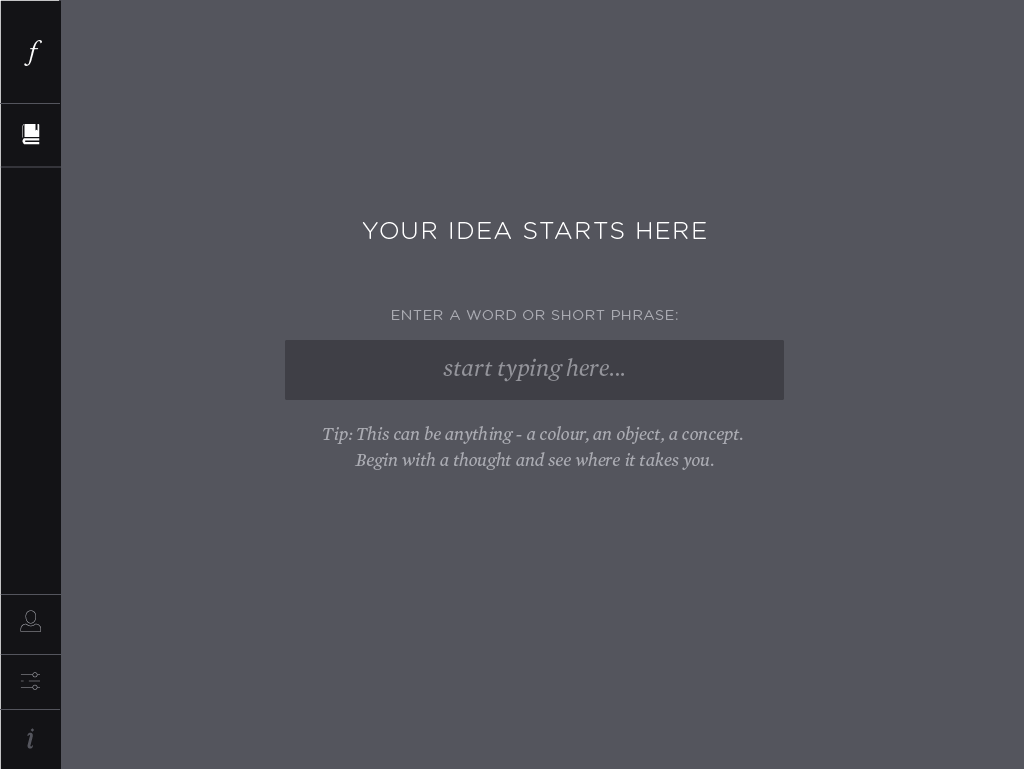 f
YOUR IDEA STARTS HERE
ENTER A WORD OR SHORT PHRASE:
start typing here...
Tip: This can be anything - a colour, an object, a concept.
Begin with a thought and see where it takes you.
i